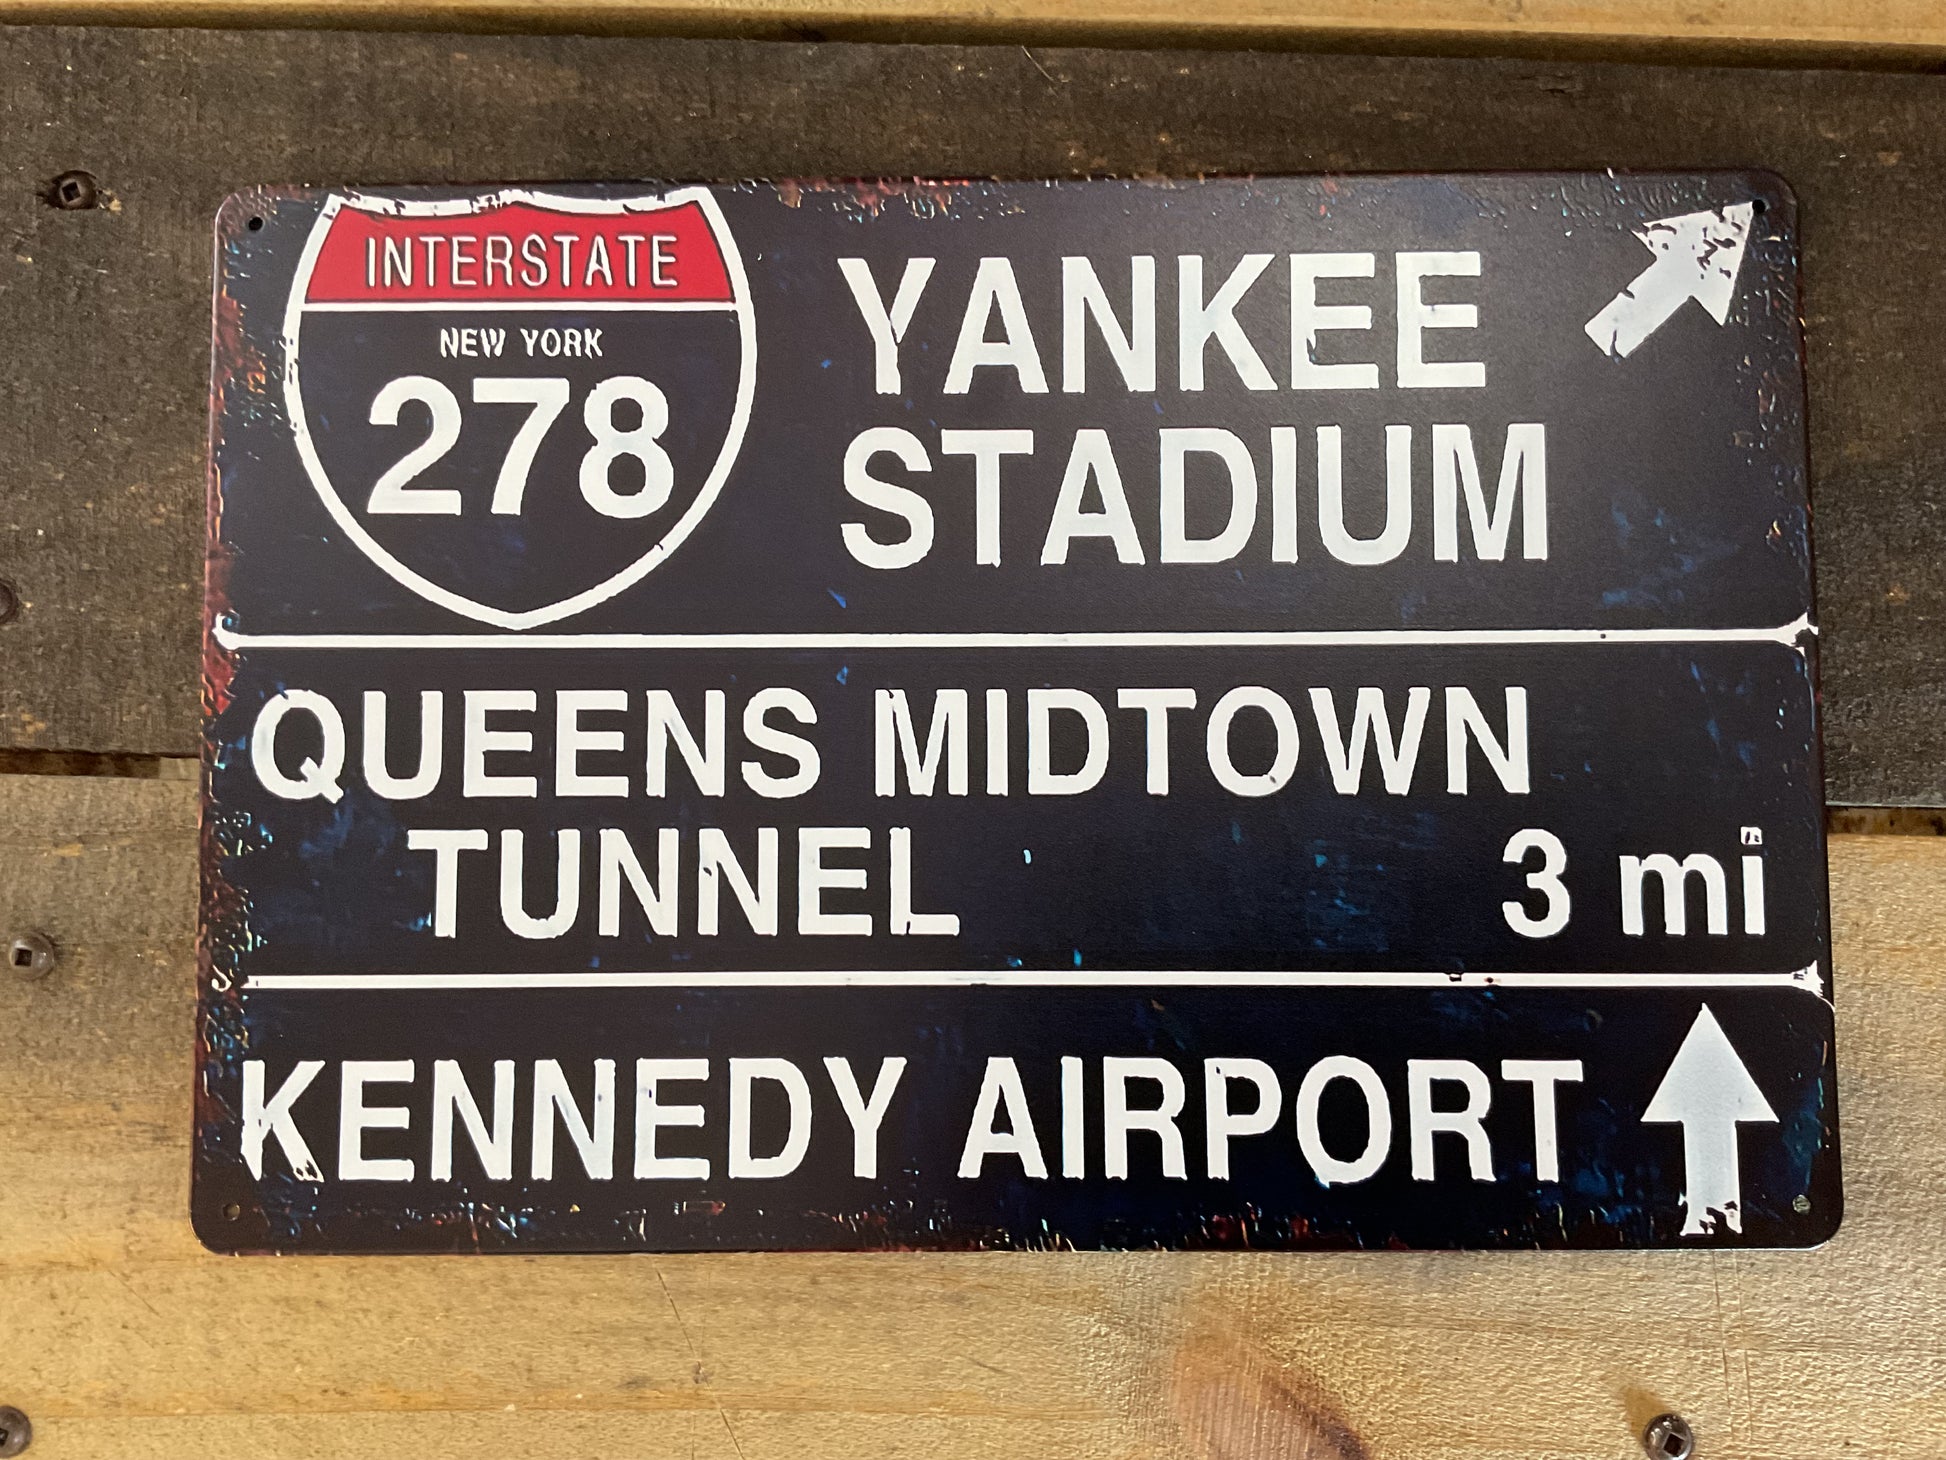 INTERSTATE
NEW YORK
278
YANKEE
STADIUM
QUEENS MIDTOWN
TUNNEL 3 mi
KENNEDY AIRPORT